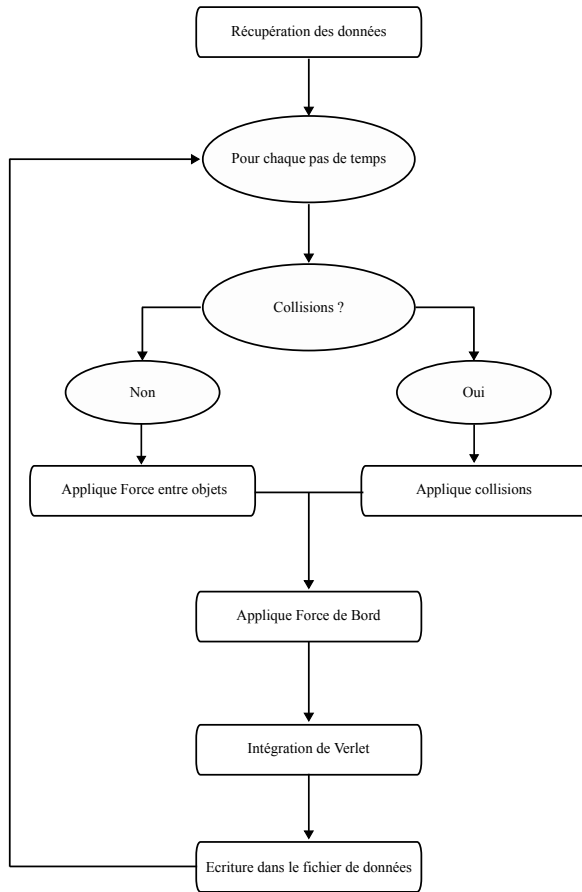 Récupération des données
Pour chaque pas de temps
Collisions ?
Non
Oui
Applique Force entre objets
Applique collisions
Applique Force de Bord
Intégration de Verlet
Ecriture dans le fichier de données